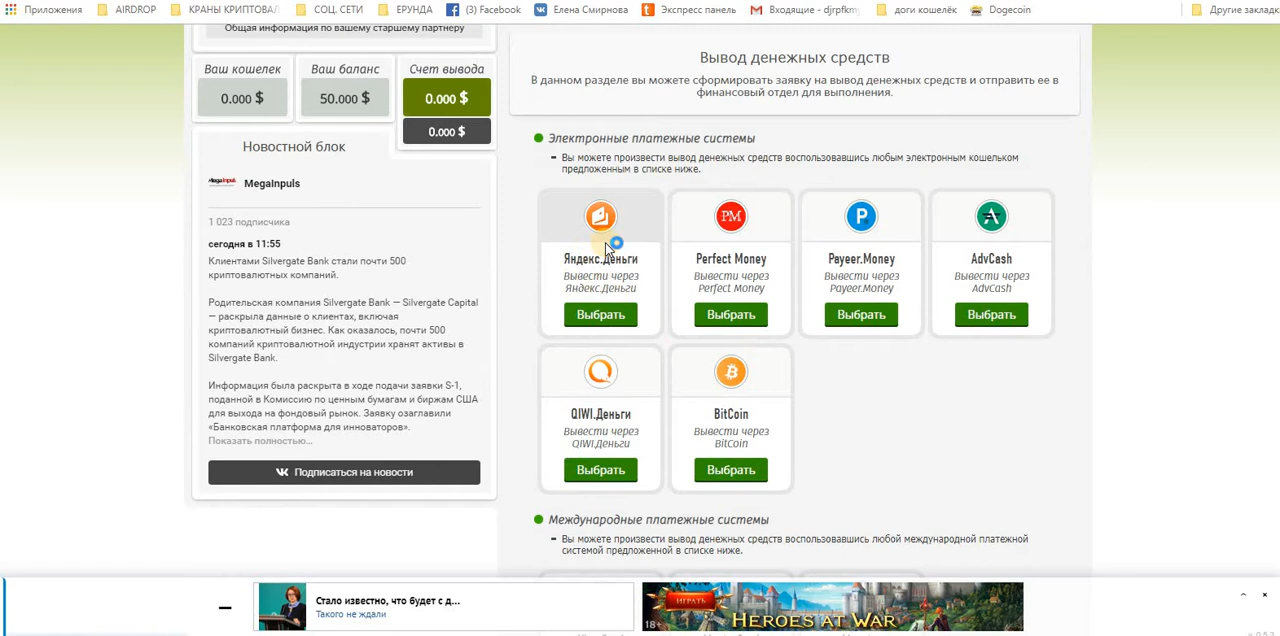 Приложения AIRDROP КРАНЫ КРИПТОВАЛ СОЦ. СЕТИ ЕРУНДА (3) Facebook Елена Смирнова Экспресс панель Входящие - djrpfkm доги кошелёк Dogecoin Другие закладк
Общая информация по вашему старшему партнеру
Ваш кошелек
0.000 $
Ваш баланс
50.000 $
Счет вывода
0.000 $
0.000 $
Новостной блок
MegaInpuls MegaInpuls
1 023 подписчика
сегодня в 11:55
Клиентами Silvergate Bank стали почти 500
криптовалютных компаний.
Родительская компания Silvergate Bank — Silvergate Capital
— раскрыла данные о клиентах, включая
криптовалютный бизнес. Как оказалось, почти 500
компаний криптовалютной индустрии хранят активы в
Silvergate Bank.
Информация была раскрыта в ходе подачи заявки S-1,
поданной в Комиссию по ценным бумагам и биржам США
для выхода на фондовый рынок. Заявку озаглавили
«Банковская платформа для инноваторов».
Показать полностью...
Подписаться на новости
Вывод денежных средств
В данном разделе вы можете сформировать заявку на вывод денежных средств и отправить ее в
финансовый отдел для выполнения.
Электронные платежные системы
Вы можете произвести вывод денежных средств воспользовавшись любым электронным кошельком
предложенным в списке ниже.
Яндекс.Деньги
Вывести через
Яндекс.Деньги
Выбрать
PM
Perfect Money
Вывести через
Perfect Money
Выбрать
P
Payeer.Money
Вывести через
Payeer.Money
Выбрать
AdvCash
Вывести через
AdvCash
Выбрать
QIWI.Деньги
Вывести через
QIWI.Деньги
Выбрать
BitCoin
Вывести через
BitCoin
Выбрать
Международные платежные системы
Вы можете произвести вывод денежных средств воспользовавшись любой международной платежной
системой предложенной в списке ниже.
Стало известно, что будет с д...
Такого не ждали
ИГРАТЬ
18+
HEROES AT WAR
v 0.5.2